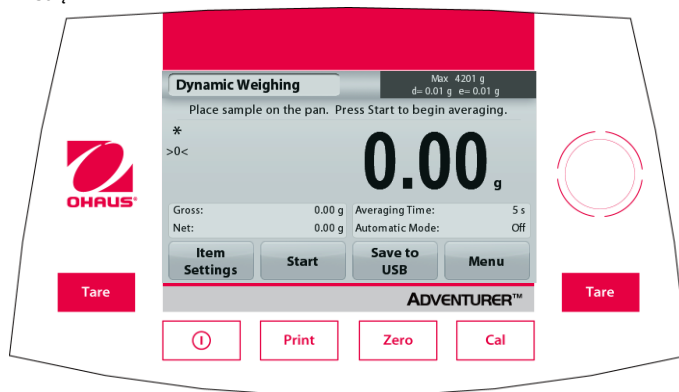 Dynamic Weighing
Max 4201 g
d= 0.01 g e= 0.01 g
Place sample on the pan. Press Start to begin averaging.
*
>0<
0.00 g
OHAUS®
Gross: 0.00 g Averaging Time: 5 s
Net: 0.00 g Automatic Mode: Off
Item Settings
Start
Save to USB
Menu
Tare
ADVENTURER™
Tare
Print
Zero
Cal